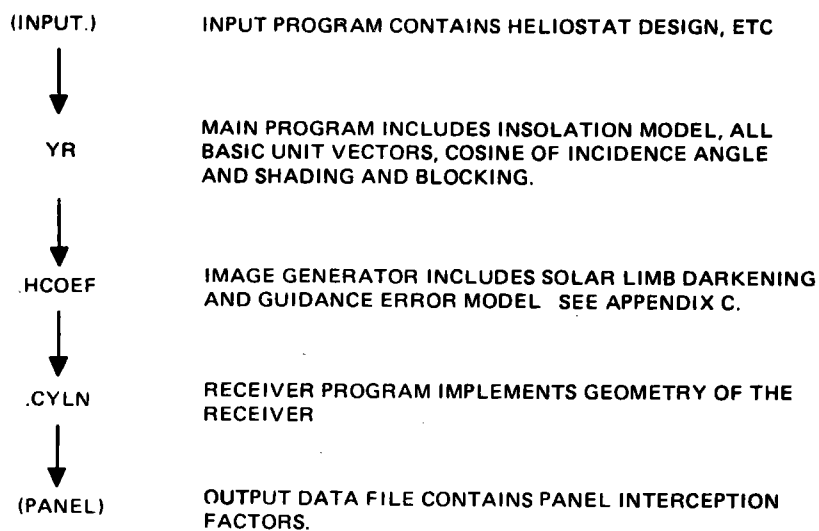 (INPUT.) INPUT PROGRAM CONTAINS HELIOSTAT DESIGN, ETC
YR MAIN PROGRAM INCLUDES INSOLATION MODEL, ALL
BASIC UNIT VECTORS, COSINE OF INCIDENCE ANGLE
AND SHADING AND BLOCKING.
.HCOEF IMAGE GENERATOR INCLUDES SOLAR LIMB DARKENING
AND GUIDANCE ERROR MODEL SEE APPENDIX C.
.CYLN RECEIVER PROGRAM IMPLEMENTS GEOMETRY OF THE
RECEIVER
(PANEL) OUTPUT DATA FILE CONTAINS PANEL INTERCEPTION
FACTORS.